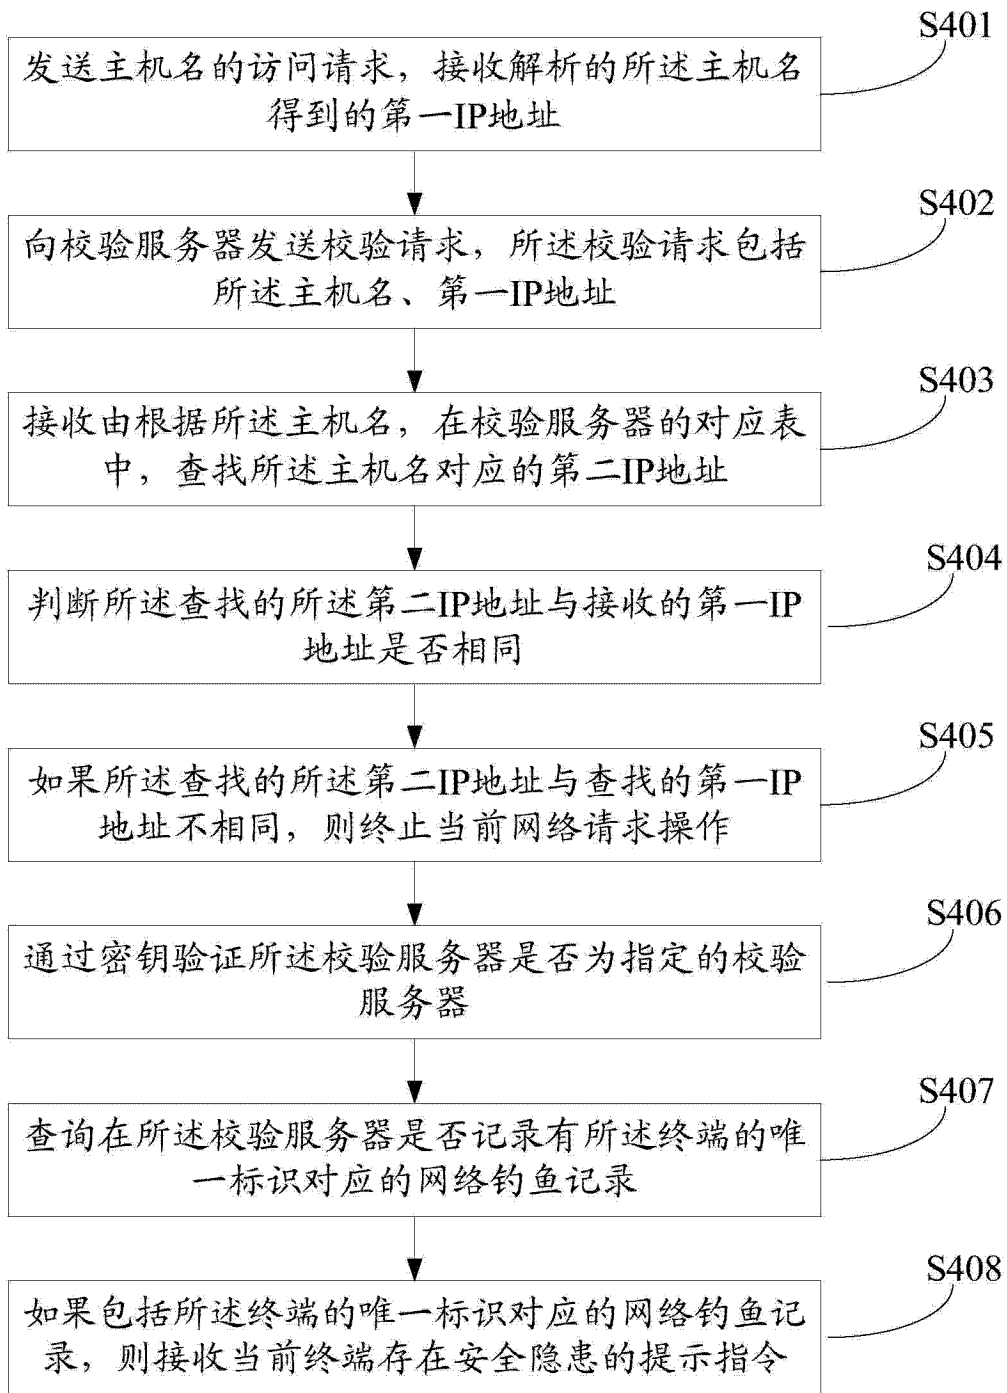 S401
发送主机名的访问请求，接收解析的所述主机名
得到的第一IP地址
S402
向校验服务器发送校验请求，所述校验请求包括
所述主机名、第一IP地址
S403
接收由根据所述主机名，在校验服务器的对应表
中，查找所述主机名对应的第二IP地址
S404
判断所述查找的所述第二IP地址与接收的第一IP
地址是否相同
S405
如果所述查找的所述第二IP地址与查找的第一IP
地址不相同，则终止当前网络请求操作
S406
通过密钥验证所述校验服务器是否为指定的校验
服务器
S407
查询在所述校验服务器是否记录有所述终端的唯
一标识对应的网络钓鱼记录
S408
如果包括所述终端的唯一标识对应的网络钓鱼记
录，则接收当前终端存在安全隐患的提示指令